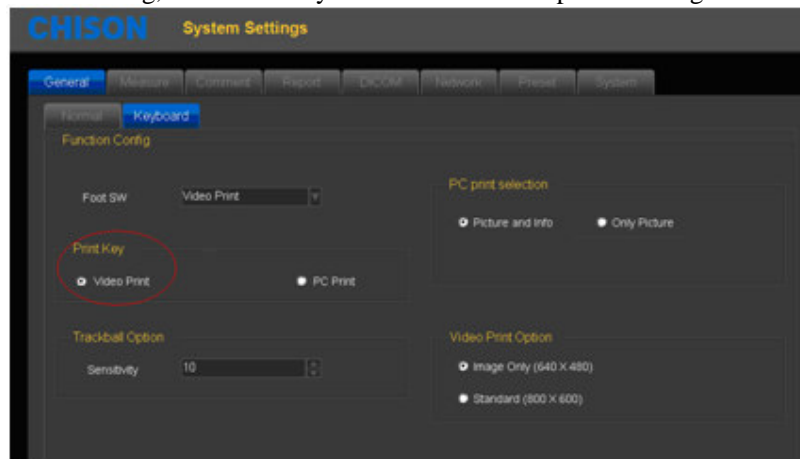 CHISON System Settings
General Measure Comment Report DICOM Network Preset System
Normal Keyboard
Function Config
Foot SW Video Print
PC print selection
Picture and Info Only Picture
Print Key
Video Print PC Print
Trackball Option
Sensitivity 10
Video Print Option
Image Only (640×480)
Standard (800×600)